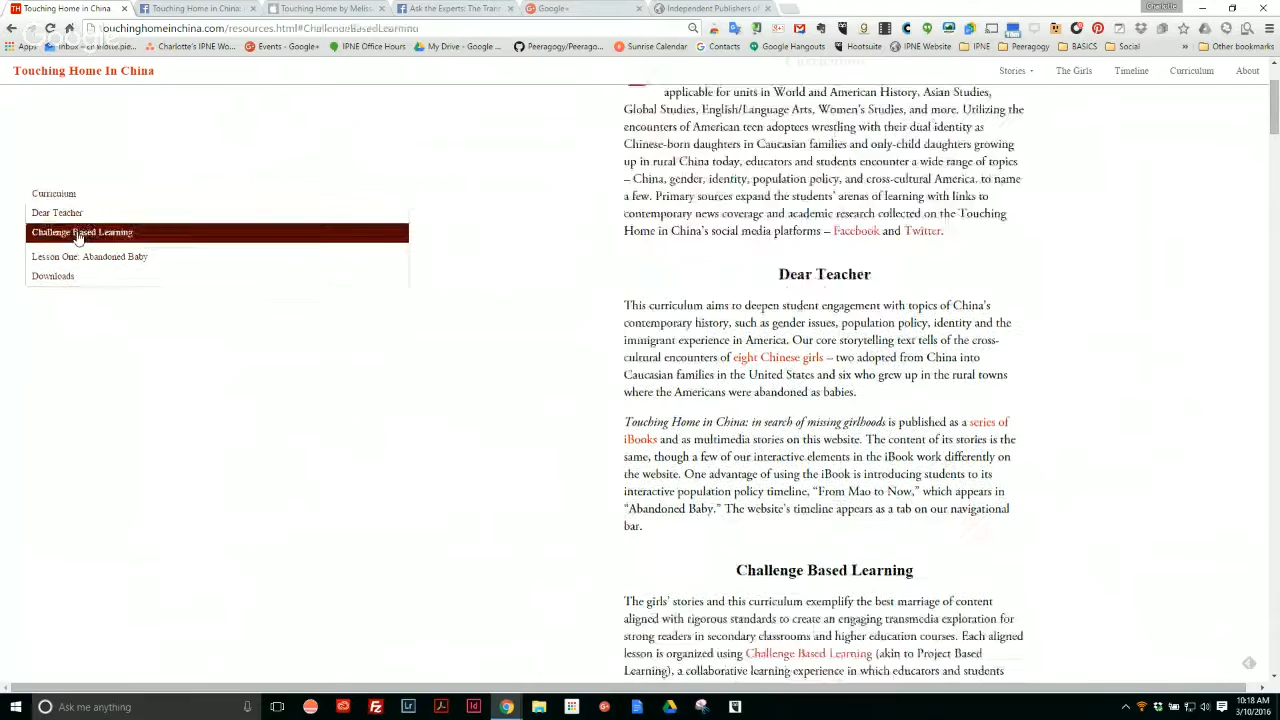 Touching Home in China
Touching Home in China:
Touching Home by Meliss
Ask the Experts: The Tran
Google+
Independent Publishers of
Charlotte
touchinghomeinchina.com/resources.html#ChallengeBasedLearning
Charlotte's IPNE Wo
Events - Google+
IPNE Office Hours
My Drive - Google
Peeragogy/Peeragogy
Sunrise Calendar
Google Hangouts
Hootsuite
IPNE Website
IPNE
Peeragogy
BASICS
Social
Other bookmarks
Touching Home In China
Stories
The Girls
Timeline
Curriculum
About
Curriculum
Dear Teacher
Challenge Based Learning
Lesson One: Abandoned Baby
Downloads
applicable for units in World and American History, Asian Studies,
Global Studies, English/Language Arts, Women's Studies, and more. Utilizing the
encounters of American teen adoptees wrestling with their dual identity as
Chinese-born daughters in Caucasian families and only-child daughters growing
up in rural China today, educators and students encounter a wide range of topics
– China, gender, identity, population policy, and cross-cultural America, to name
a few. Primary sources expand the students' arenas of learning with links to
contemporary news coverage and academic research collected on the Touching
Home in China's social media platforms – Facebook and Twitter.
Dear Teacher
This curriculum aims to deepen student engagement with topics of China's
contemporary history, such as gender issues, population policy, identity and the
immigrant experience in America. Our core storytelling text tells of the cross-
cultural encounters of eight Chinese girls – two adopted from China into
Caucasian families in the United States and six who grew up in the rural towns
where the Americans were abandoned as babies.
Touching Home in China: in search of missing girlhoods is published as a series of
iBooks and as multimedia stories on this website. The content of its stories is the
same, though a few of our interactive elements in the iBook work differently on
the website. One advantage of using the iBook is introducing students to its
interactive population policy timeline, “From Mao to Now,” which appears in
“Abandoned Baby.” The website's timeline appears as a tab on our navigational
bar.
Challenge Based Learning
The girls' stories and this curriculum exemplify the best marriage of content
aligned with rigorous standards to create an engaging transmedia exploration for
strong readers in secondary classrooms and higher education courses. Each aligned
lesson is organized using Challenge Based Learning (akin to Project Based
Learning), a collaborative learning experience in which educators and students
Ask me anything
10:18 AM
3/10/2016